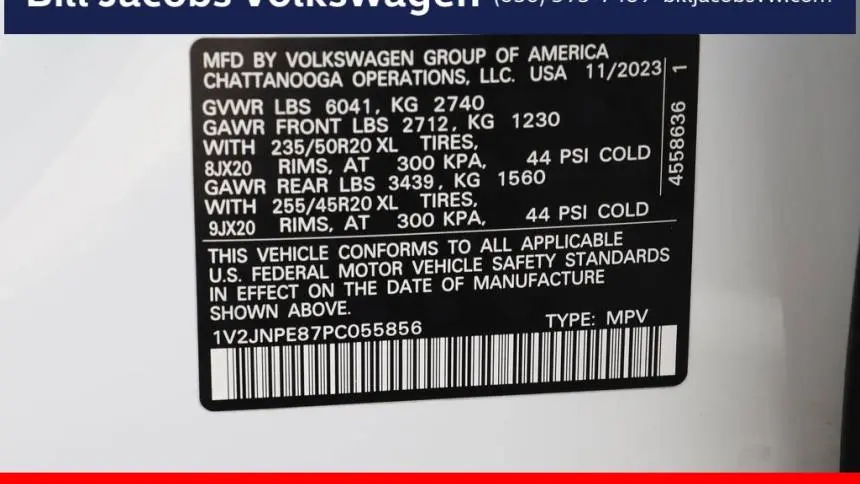 Bill Jacobs Volkswagen
MFD BY VOLKSWAGEN GROUP OF AMERICA
CHATTANOOGA OPERATIONS, LLC. USA 11/2023
GVWR LBS 6041, KG 2740
GAWR FRONT LBS 2712, KG 1230
WITH 235/50R20 XL TIRES,
8JX20 RIMS, AT 300 KPA, 44 PSI COLD
GAWR REAR LBS 3439, KG 1560
WITH 255/45R20 XL TIRES,
9JX20 RIMS, AT 300 KPA, 44 PSI COLD
4558636 1
THIS VEHICLE CONFORMS TO ALL APPLICABLE
U.S. FEDERAL MOTOR VEHICLE SAFETY STANDARDS
IN EFFECT ON THE DATE OF MANUFACTURE
SHOWN ABOVE.
1V2JNPE87PC055856 TYPE: MPV